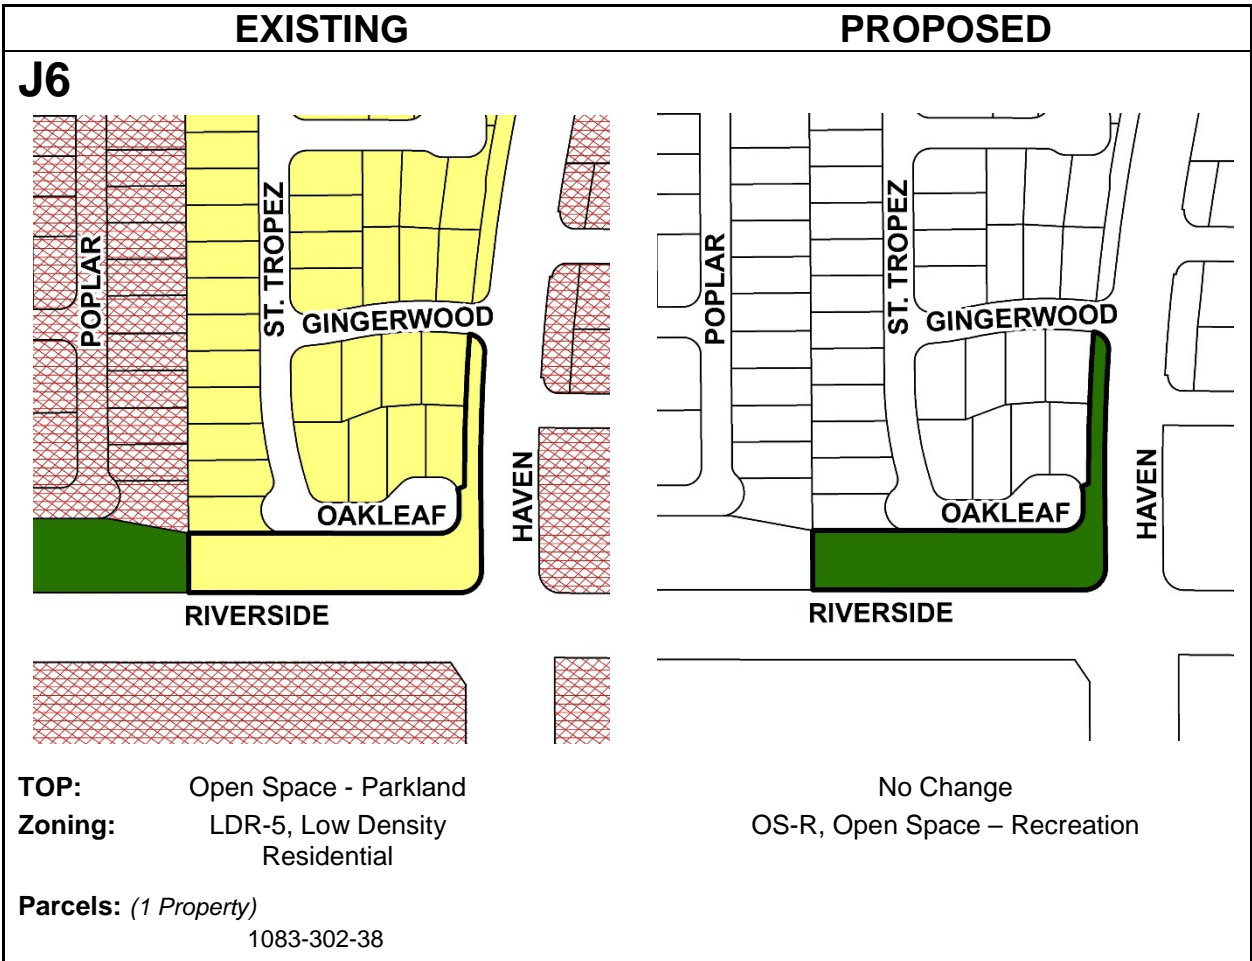 EXISTING
PROPOSED
J6
POPLAR
ST. TROPEZ
GINGERWOOD
OAKLEAF
HAVEN
RIVERSIDE
POPLAR
ST. TROPEZ
GINGERWOOD
OAKLEAF
HAVEN
RIVERSIDE
TOP: Open Space - Parkland No Change
Zoning: LDR-5, Low Density OS-R, Open Space – Recreation
Residential
Parcels: (1 Property)
1083-302-38